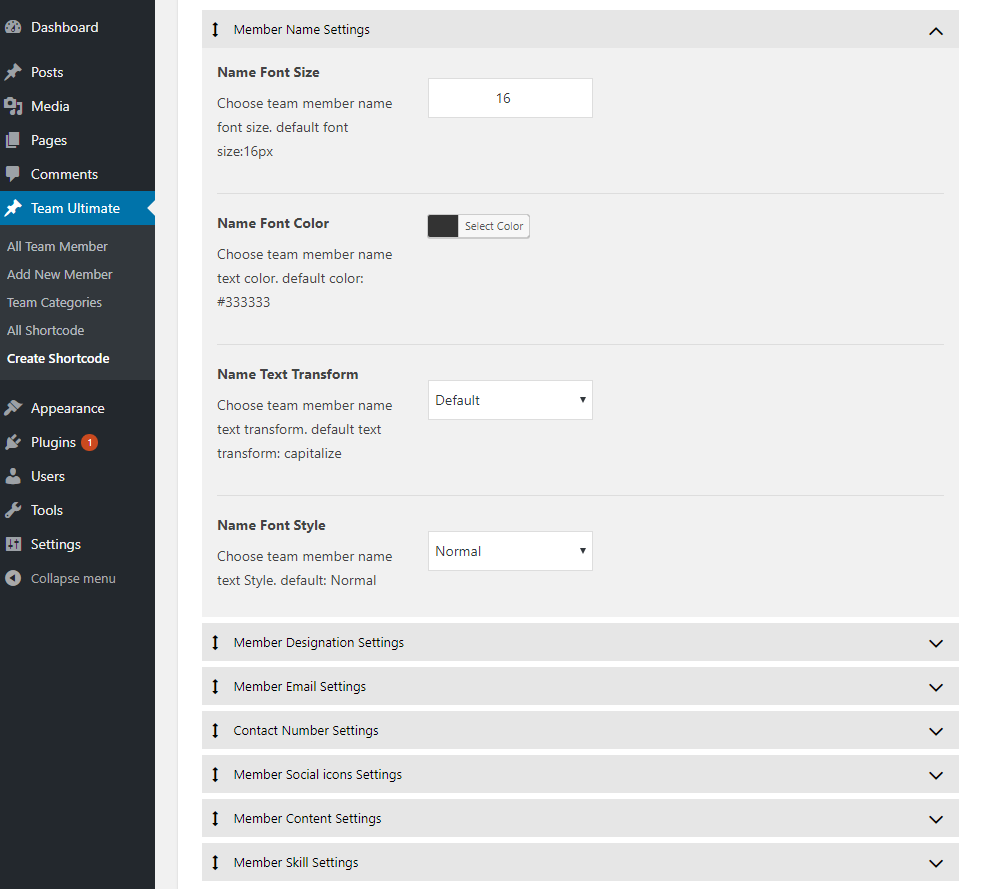 Dashboard
Posts
Media
Pages
Comments
Team Ultimate
All Team Member
Add New Member
Team Categories
All Shortcode
Create Shortcode
Appearance
Plugins 1
Users
Tools
Settings
Collapse menu
Member Name Settings
Name Font Size
Choose team member name
font size. default font
size:16px
16
Name Font Color
Choose team member name
text color. default color:
#333333
Select Color
Name Text Transform
Choose team member name
text transform. default text
transform: capitalize
Default
Name Font Style
Choose team member name
text Style. default: Normal
Normal
Member Designation Settings
Member Email Settings
Contact Number Settings
Member Social icons Settings
Member Content Settings
Member Skill Settings